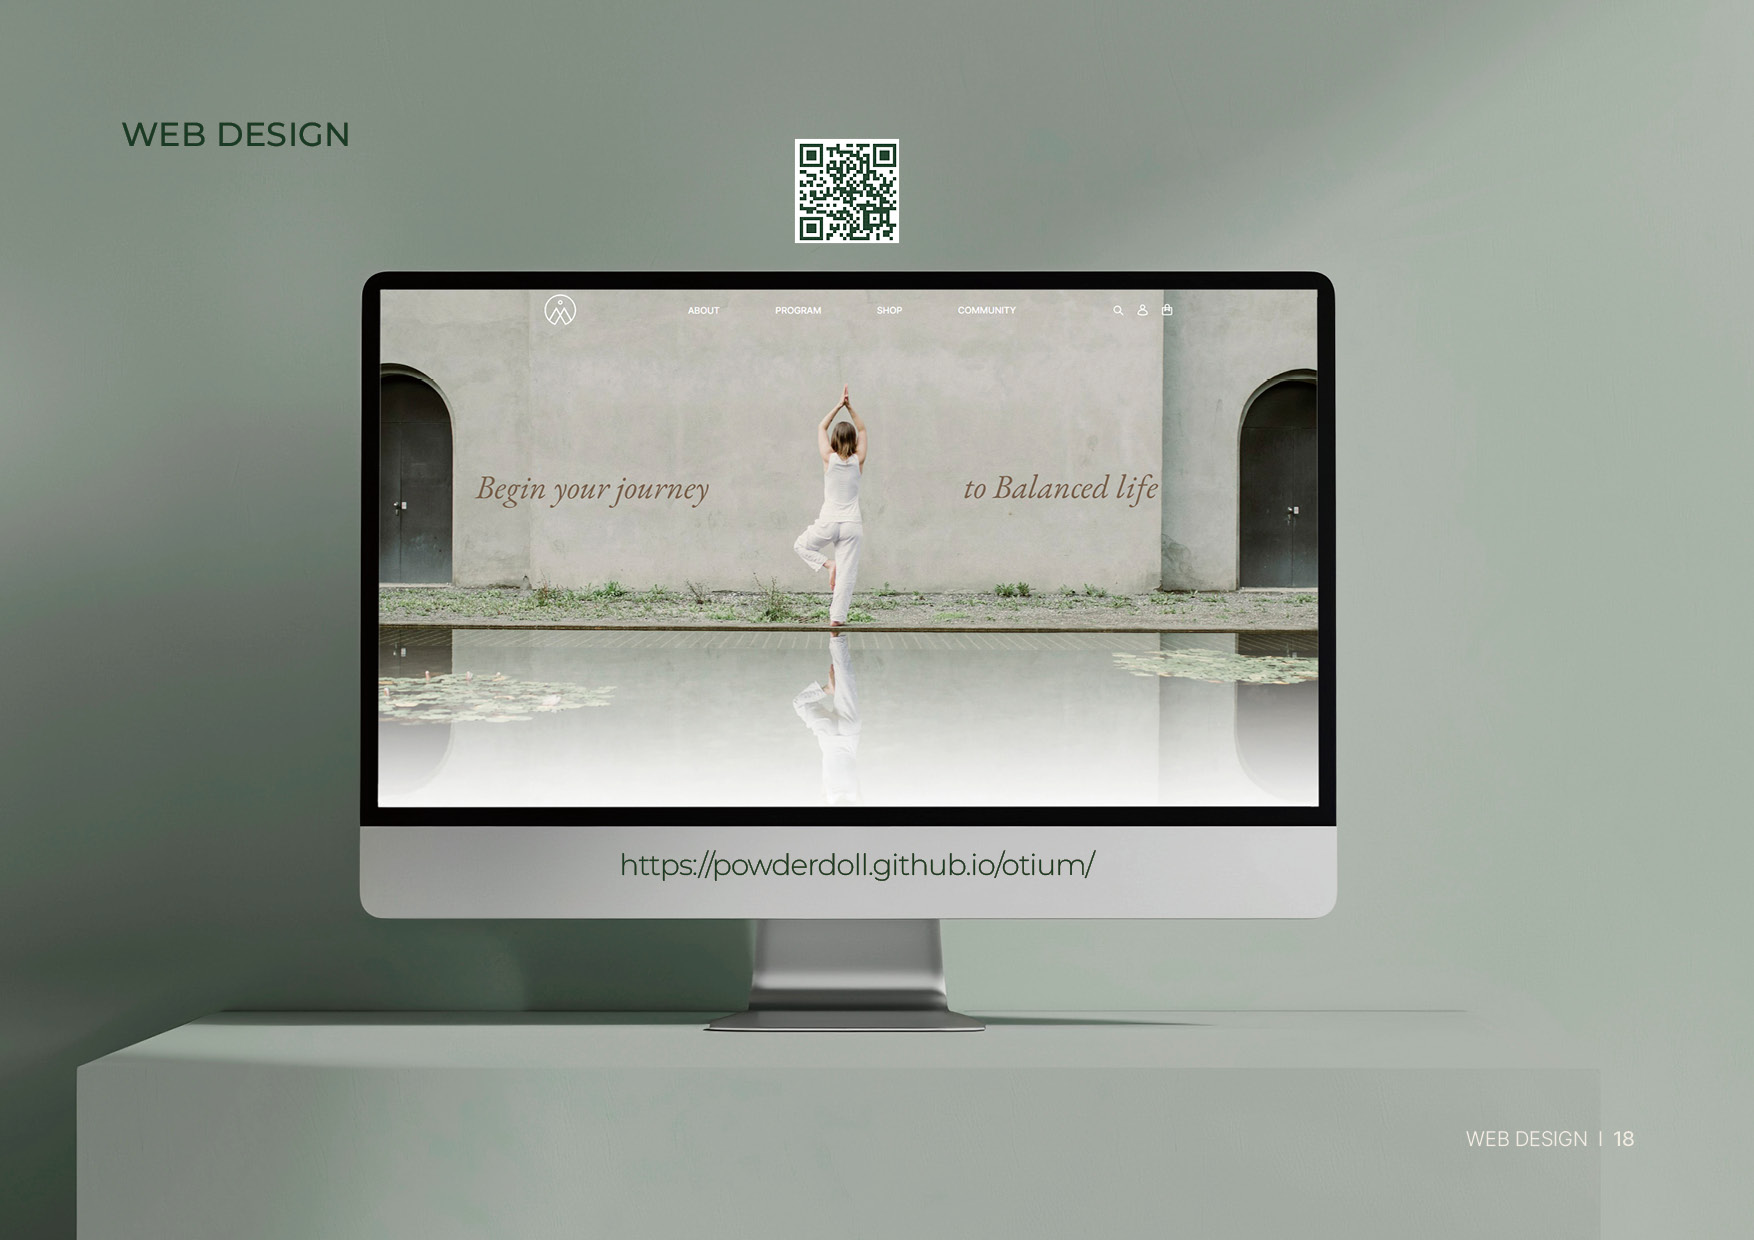 WEB DESIGN
ABOUT PROGRAM SHOP COMMUNITY
Begin your journey to Balanced life
https://powderdoll.github.io/otium/
WEB DESIGN | 18